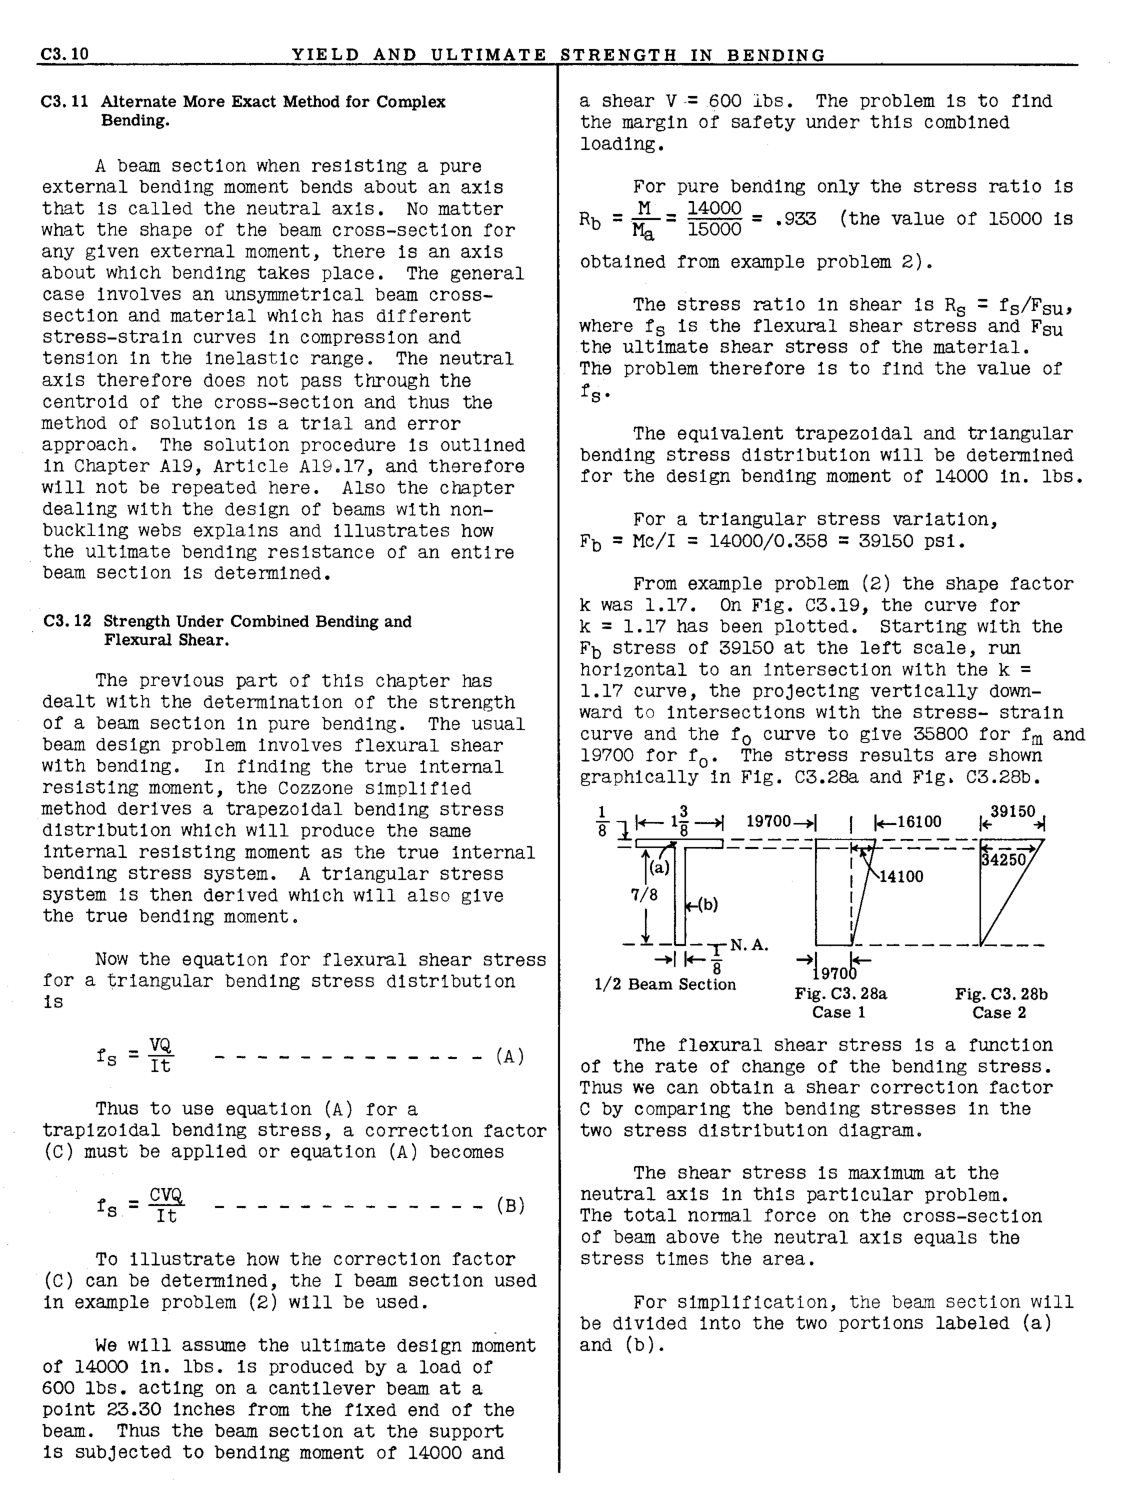 C3.10 YIELD AND ULTIMATE STRENGTH IN BENDING
C3.11 Alternate More Exact Method for Complex
Bending.
A beam section when resisting a pure
external bending moment bends about an axis
that is called the neutral axis. No matter
what the shape of the beam cross-section for
any given external moment, there is an axis
about which bending takes place. The general
case involves an unsymmetrical beam cross-
section and material which has different
stress-strain curves in compression and
tension in the inelastic range. The neutral
axis therefore does not pass through the
centroid of the cross-section and thus the
method of solution is a trial and error
approach. The solution procedure is outlined
in Chapter A19, Article A19.17, and therefore
will not be repeated here. Also the chapter
dealing with the design of beams with non-
buckling webs explains and illustrates how
the ultimate bending resistance of an entire
beam section is determined.
C3.12 Strength Under Combined Bending and
Flexural Shear.
The previous part of this chapter has
dealt with the determination of the strength
of a beam section in pure bending. The usual
beam design problem involves flexural shear
with bending. In finding the true internal
resisting moment, the Cozzone simplified
method derives a trapezoidal bending stress
distribution which will produce the same
internal resisting moment as the true internal
bending stress system. A triangular stress
system is then derived which will also give
the true bending moment.
Now the equation for flexural shear stress
for a triangular bending stress distribution
is
fs = VQ/It - - - - - - - - - - - - - (A)
Thus to use equation (A) for a
trapizoidal bending stress, a correction factor
(C) must be applied or equation (A) becomes
fs = CVQ/It - - - - - - - - - - - - - (B)
To illustrate how the correction factor
(C) can be determined, the I beam section used
in example problem (2) will be used.
We will assume the ultimate design moment
of 14000 in. lbs. is produced by a load of
600 lbs. acting on a cantilever beam at a
point 23.30 inches from the fixed end of the
beam. Thus the beam section at the support
is subjected to bending moment of 14000 and
a shear V = 600 lbs. The problem is to find
the margin of safety under this combined
loading.
For pure bending only the stress ratio is
Rb = M/Ma = 14000/15000 = .933 (the value of 15000 is
obtained from example problem 2).
The stress ratio in shear is Rs = fs/Fsu,
where fs is the flexural shear stress and Fsu
the ultimate shear stress of the material.
The problem therefore is to find the value of
fs.
The equivalent trapezoidal and triangular
bending stress distribution will be determined
for the design bending moment of 14000 in. lbs.
For a triangular stress variation,
Fb = Mc/I = 14000/0.358 = 39150 psi.
From example problem (2) the shape factor
k was 1.17. On Fig. C3.19, the curve for
k = 1.17 has been plotted. Starting with the
Fb stress of 39150 at the left scale, run
horizontal to an intersection with the k =
1.17 curve, the projecting vertically down-
ward to intersections with the stress- strain
curve and the fo curve to give 35800 for fm and
19700 for fo. The stress results are shown
graphically in Fig. C3.28a and Fig. C3.28b.
1/8 1 3/8 19700 16100 39150
(a) 34250
7/8 14100
(b)
N.A.
1/8 19700
1/2 Beam Section
Fig. C3.28a Fig. C3.28b
Case 1 Case 2
The flexural shear stress is a function
of the rate of change of the bending stress.
Thus we can obtain a shear correction factor
C by comparing the bending stresses in the
two stress distribution diagram.
The shear stress is maximum at the
neutral axis in this particular problem.
The total normal force on the cross-section
of beam above the neutral axis equals the
stress times the area.
For simplification, the beam section will
be divided into the two portions labeled (a)
and (b).